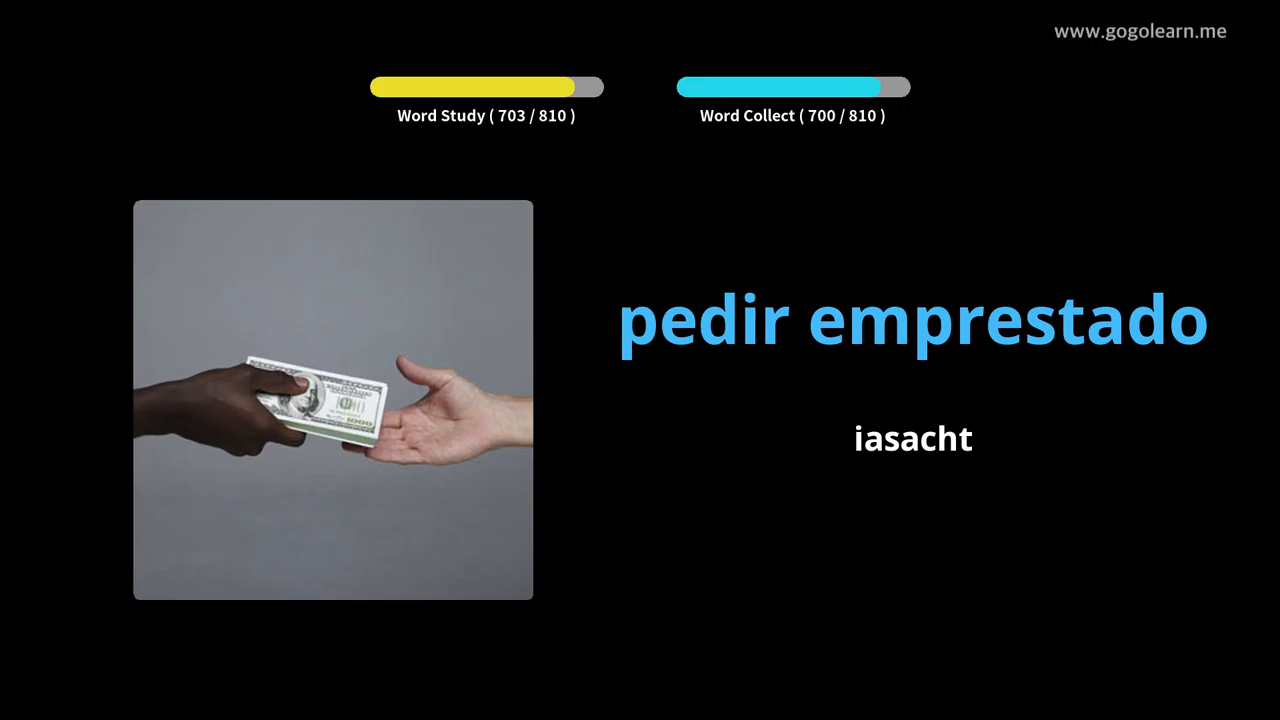 www.gogolearn.me
Word Study ( 703 / 810 )
Word Collect ( 700 / 810 )
pedir emprestado
iasacht